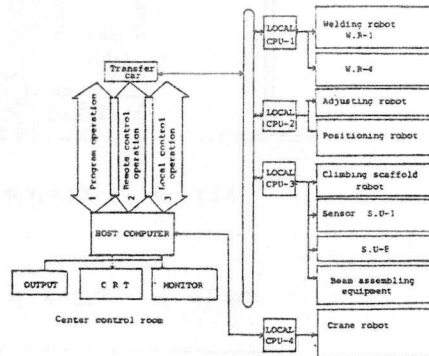 Transfer
car
1 Program operation
2 Remote control
operation
3 Local control
operation
HOST COMPUTER
OUTPUT
C R T
MONITOR
Center control room
LOCAL
CPU-1
LOCAL
CPU-2
LOCAL
CPU-3
LOCAL
CPU-4
Welding robot
W.R-1
W.R-4
Adjusting robot
Positioning robot
Climbing scaffold
robot
Sensor S.U-1
S.U-8
Beam assembling
equipment
Crane robot